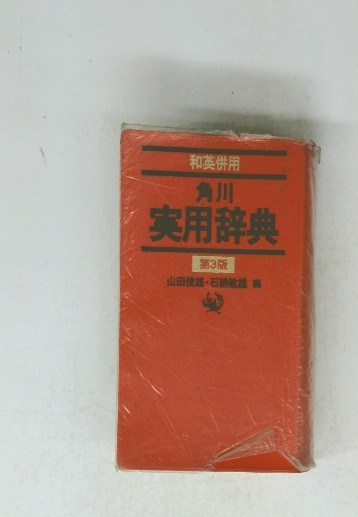 和英併用
角川
実用辞典
第3版
山田俊雄・石綿敏雄 編